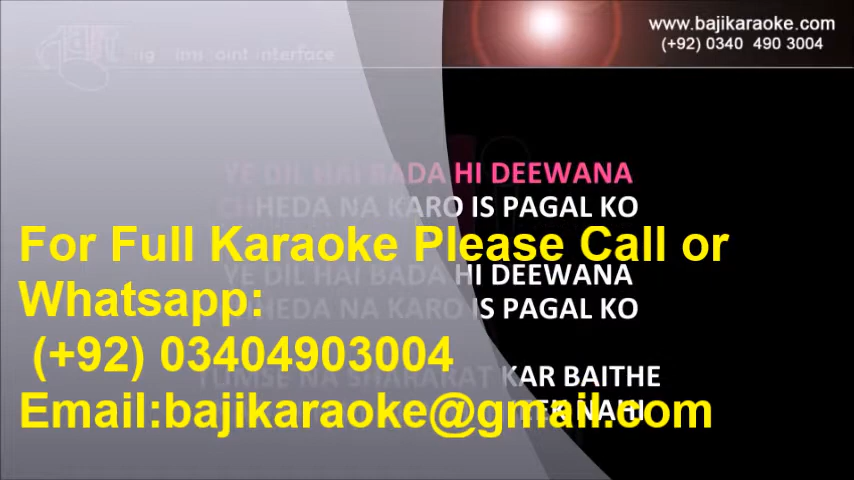 www.bajikaraoke.com
(+92) 0340 490 3004
YE DIL HAI BADA HI DEEWANA
CHHEDA NA KARO IS PAGAL KO
For Full Karaoke Please Call or
Whatsapp:
YE DIL HAI BADA HI DEEWANA
CHHEDA NA KARO IS PAGAL KO
(+92) 03404903004
TUMSE NA SHARARAT KAR BAITHE
Email:bajikaraoke@gmail.com
NAHI